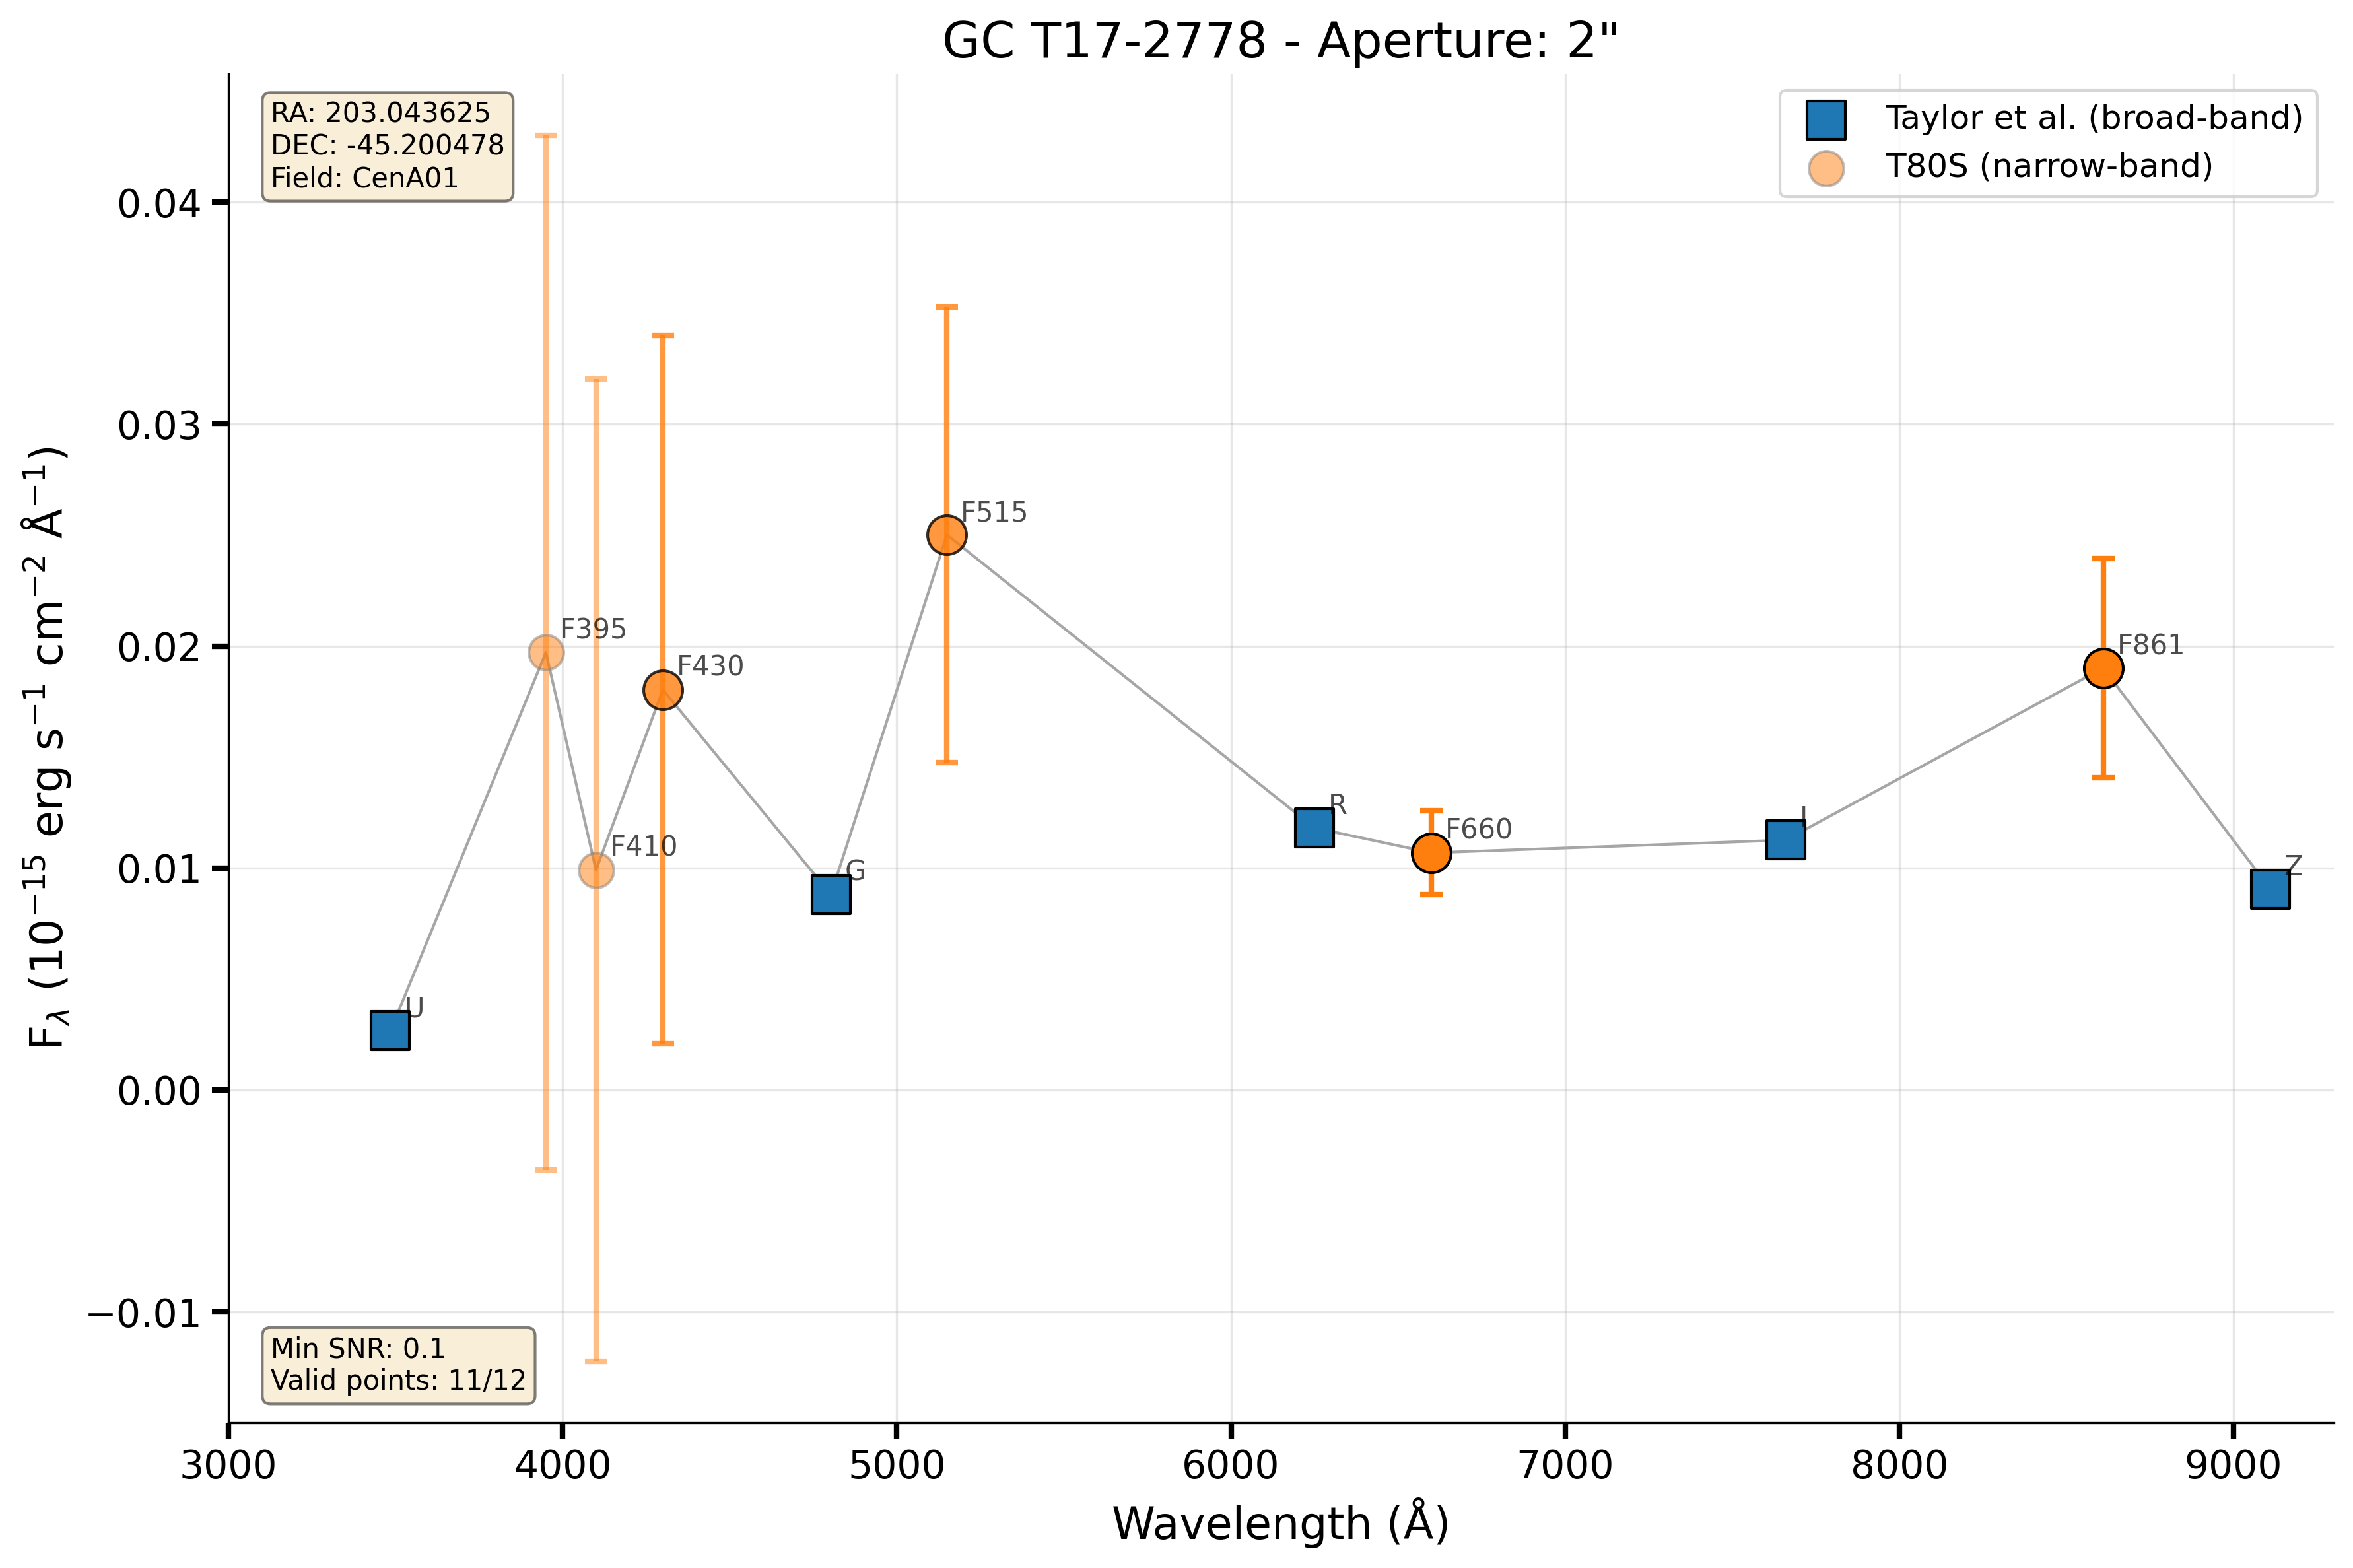 GC T17-2778 - Aperture: 2"
RA: 203.043625
DEC: -45.200478
Field: CenA01
Taylor et al. (broad-band)
T80S (narrow-band)
F395
F410
F430
F515
F660
F861
U
G
R
I
Z
0.04
0.03
0.02
0.01
0.00
−0.01
F_λ (10⁻¹⁵ erg s⁻¹ cm⁻² Å⁻¹)
Min SNR: 0.1
Valid points: 11/12
3000 4000 5000 6000 7000 8000 9000
Wavelength (Å)